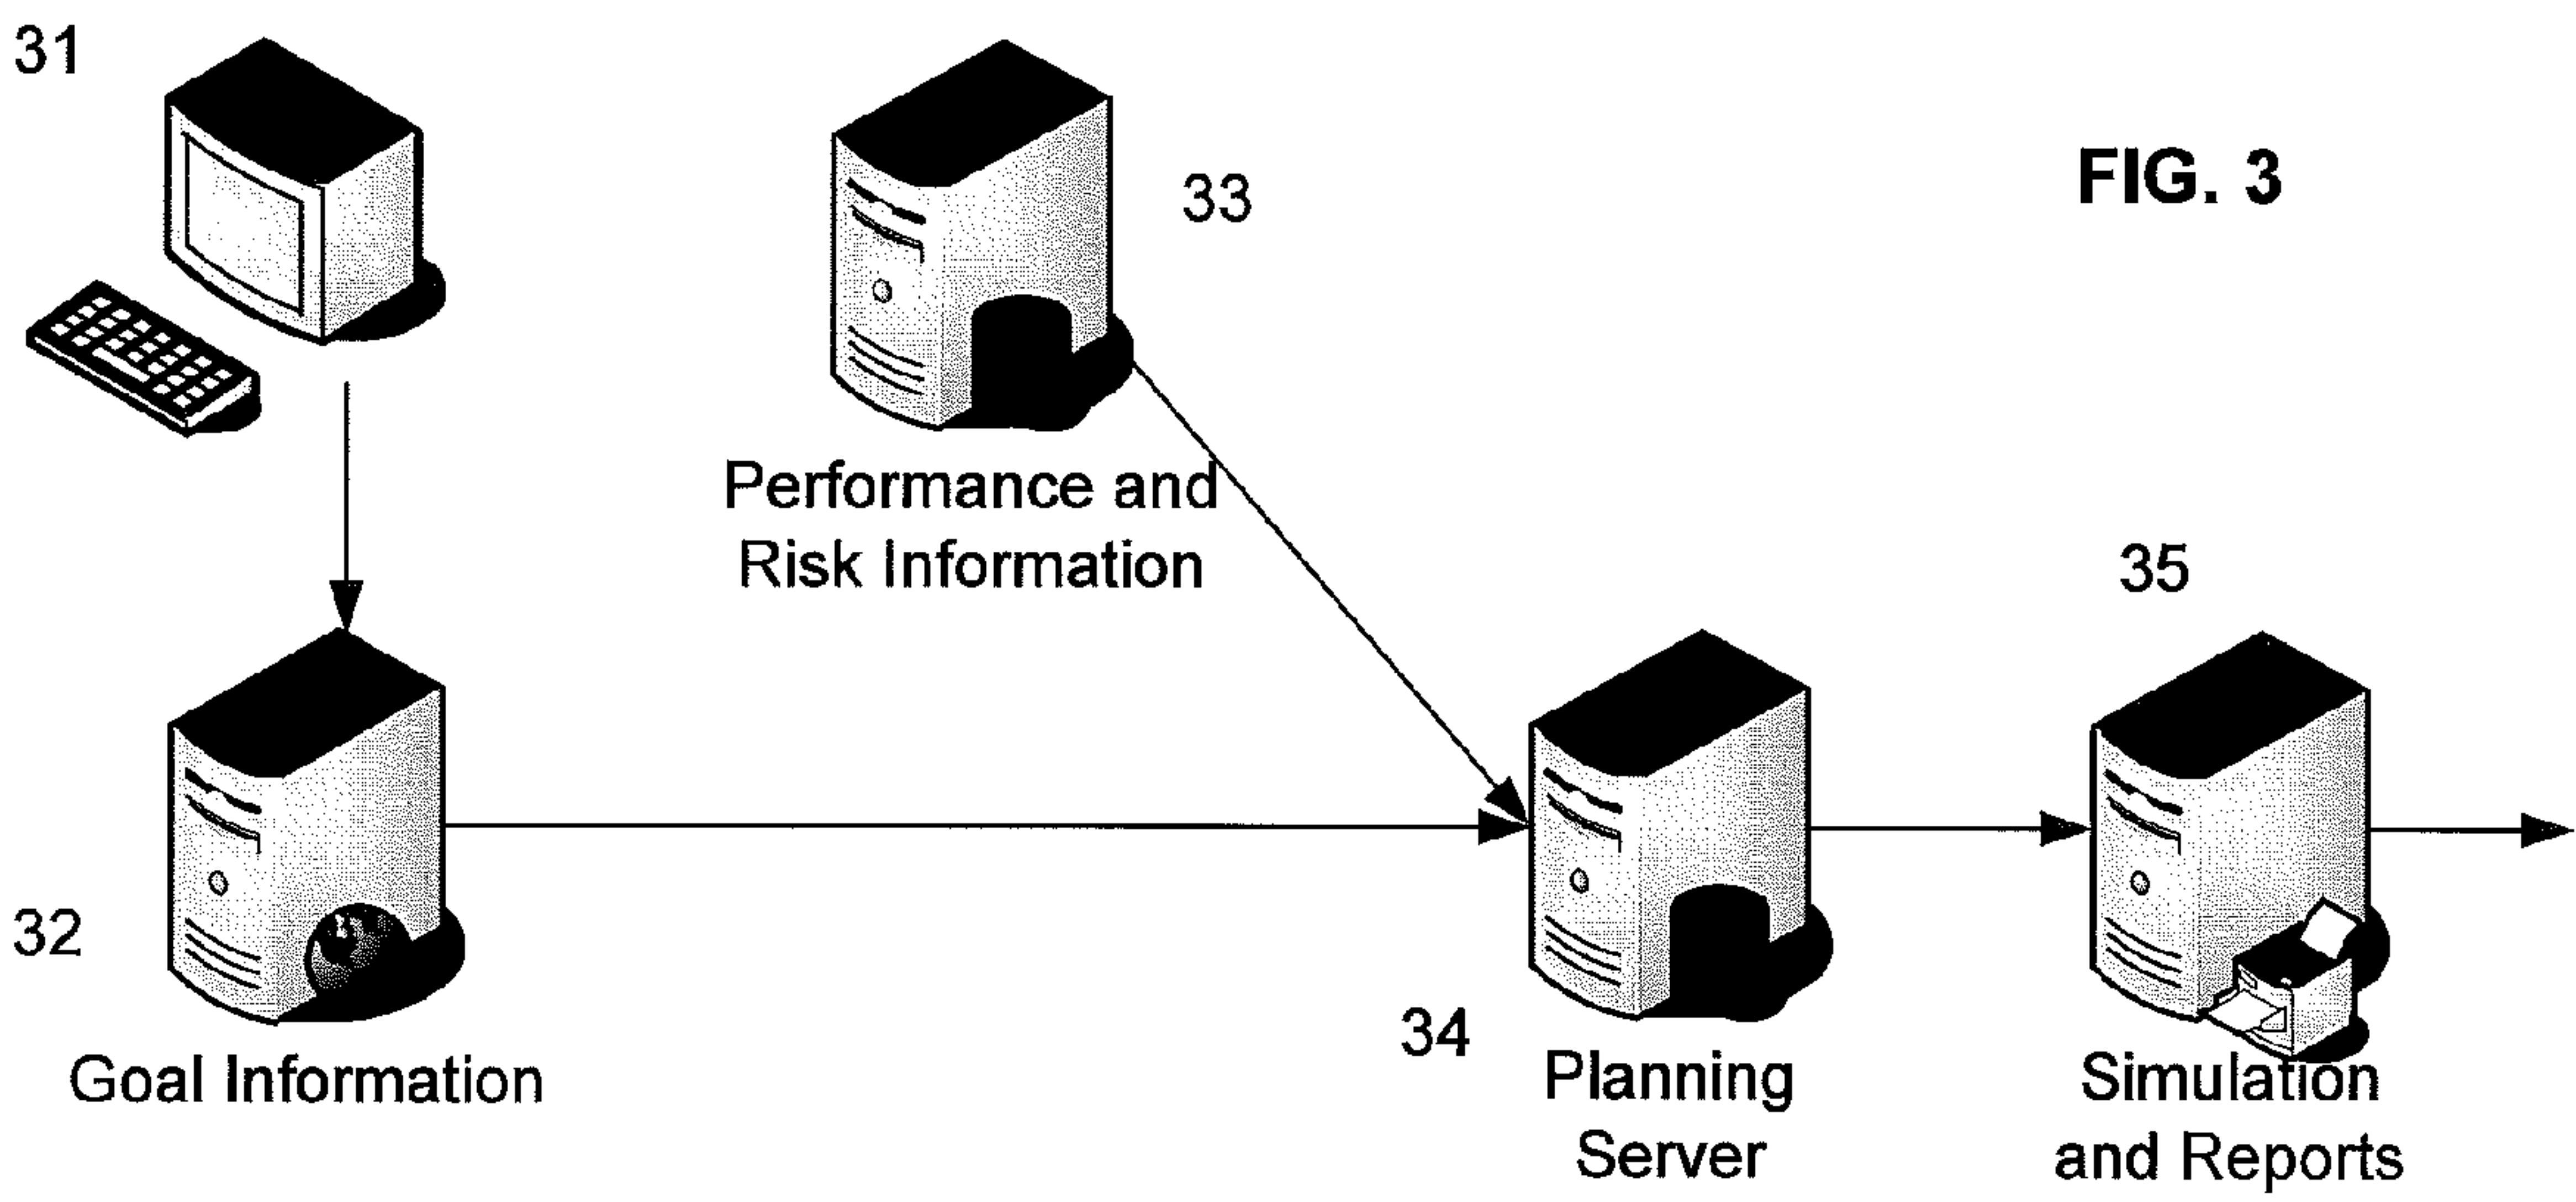 31
33
FIG. 3
Performance and
Risk Information
35
32
34
Goal Information
Planning
Server
Simulation
and Reports